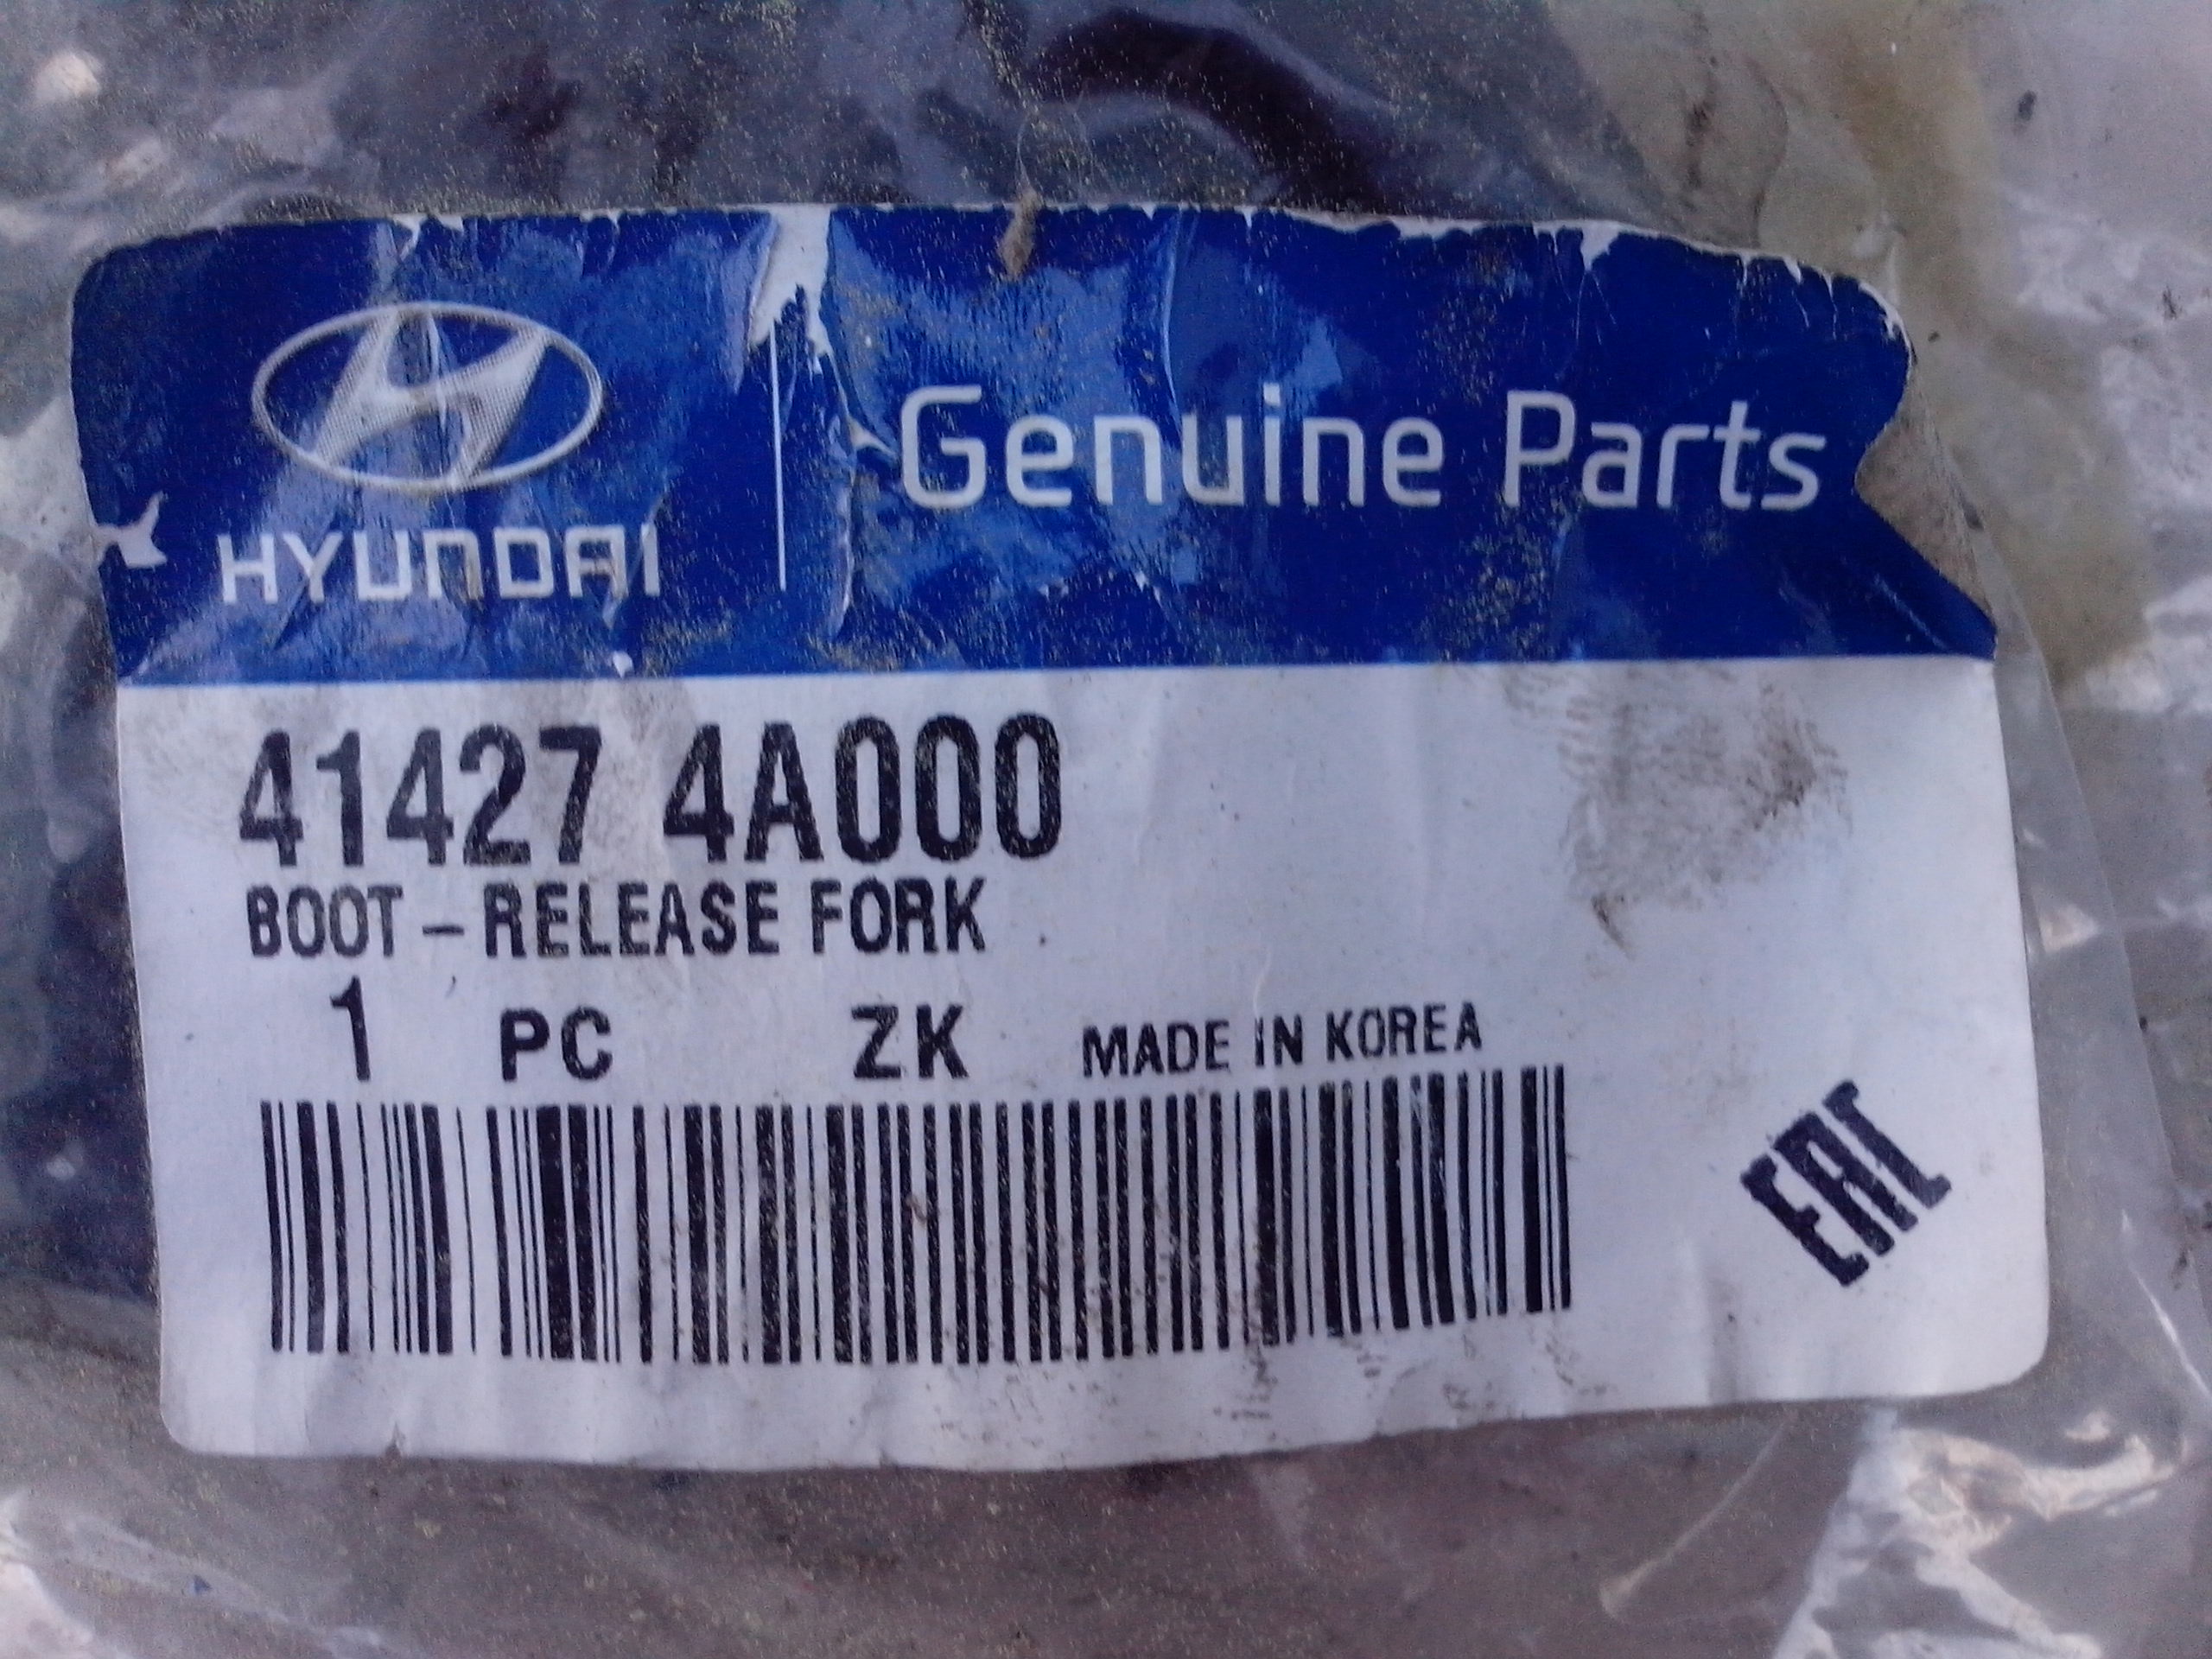 HYUNDAI
Genuine Parts
41427 4A000
BOOT-RELEASE FORK
1 PC ZK MADE IN KOREA
EAC